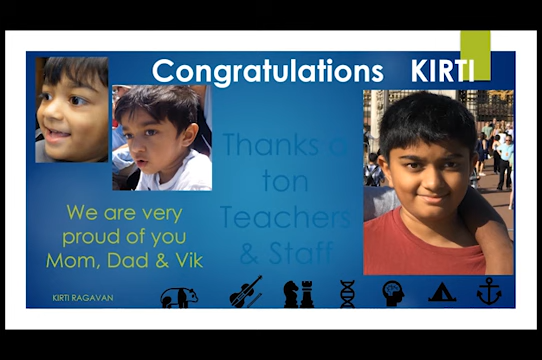 Congratulations KIRTI
Thanks a
ton
Teachers
& Staff
We are very
proud of you
Mom, Dad & Vik
KIRTI RAGAVAN